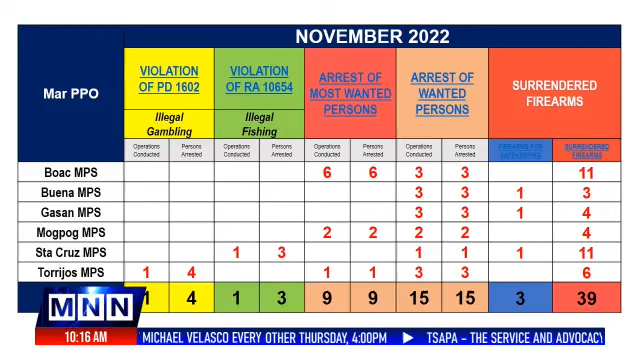 NOVEMBER 2022
Mar PPO
VIOLATION OF PD 1602
VIOLATION OF RA 10654
ARREST OF MOST WANTED PERSONS
ARREST OF WANTED PERSONS
SURRENDERED FIREARMS
Illegal Gambling
Illegal Fishing
Operations Conducted Persons Arrested Operations Conducted Persons Arrested Operations Conducted Persons Arrested Operations Conducted Persons Arrested FIREARM FOR SAFEKEEPING SURRENDERED FIREARMS
Boac MPS 6 6 3 3 11
Buena MPS 3 3 1 3
Gasan MPS 3 3 1 4
Mogpog MPS 2 2 2 2 4
Sta Cruz MPS 1 3 1 1 1 11
Torrijos MPS 1 4 1 1 3 3 6
1 4 1 3 9 9 15 15 3 39
MNN
10:16 AM
MICHAEL VELASCO EVERY OTHER THURSDAY, 4:00PM TSAPA – THE SERVICE AND ADVOCACY